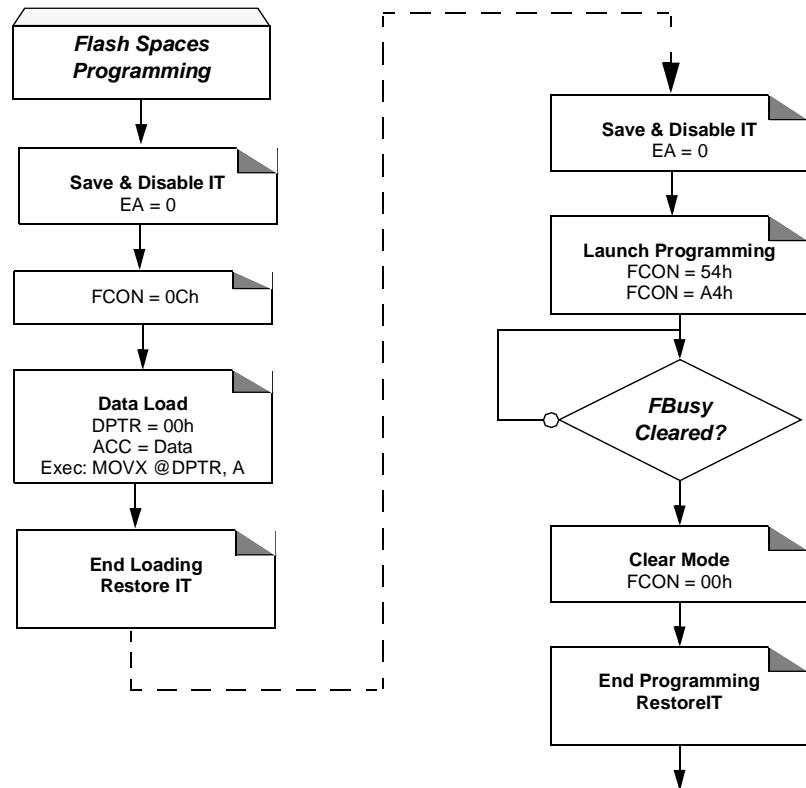 Flash Spaces
Programming
Save & Disable IT
EA = 0
FCON = 0Ch
Data Load
DPTR = 00h
ACC = Data
Exec: MOVX @DPTR, A
End Loading
Restore IT
Save & Disable IT
EA = 0
Launch Programming
FCON = 54h
FCON = A4h
FBusy
Cleared?
Clear Mode
FCON = 00h
End Programming
RestoreIT